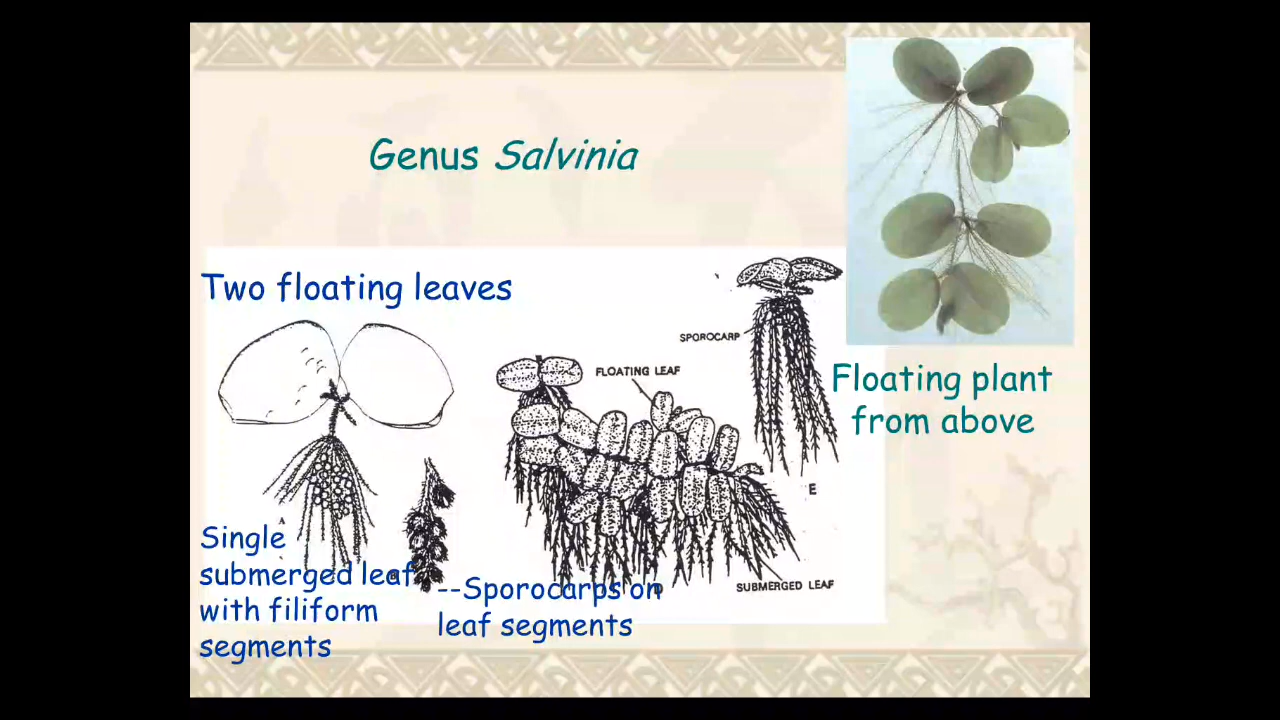 Genus Salvinia
Two floating leaves
SPOROCARP
FLOATING LEAF
Floating plant
from above
E
Single
submerged leaf
with filiform
segments
--Sporocarps on
leaf segments
SUBMERGED LEAF